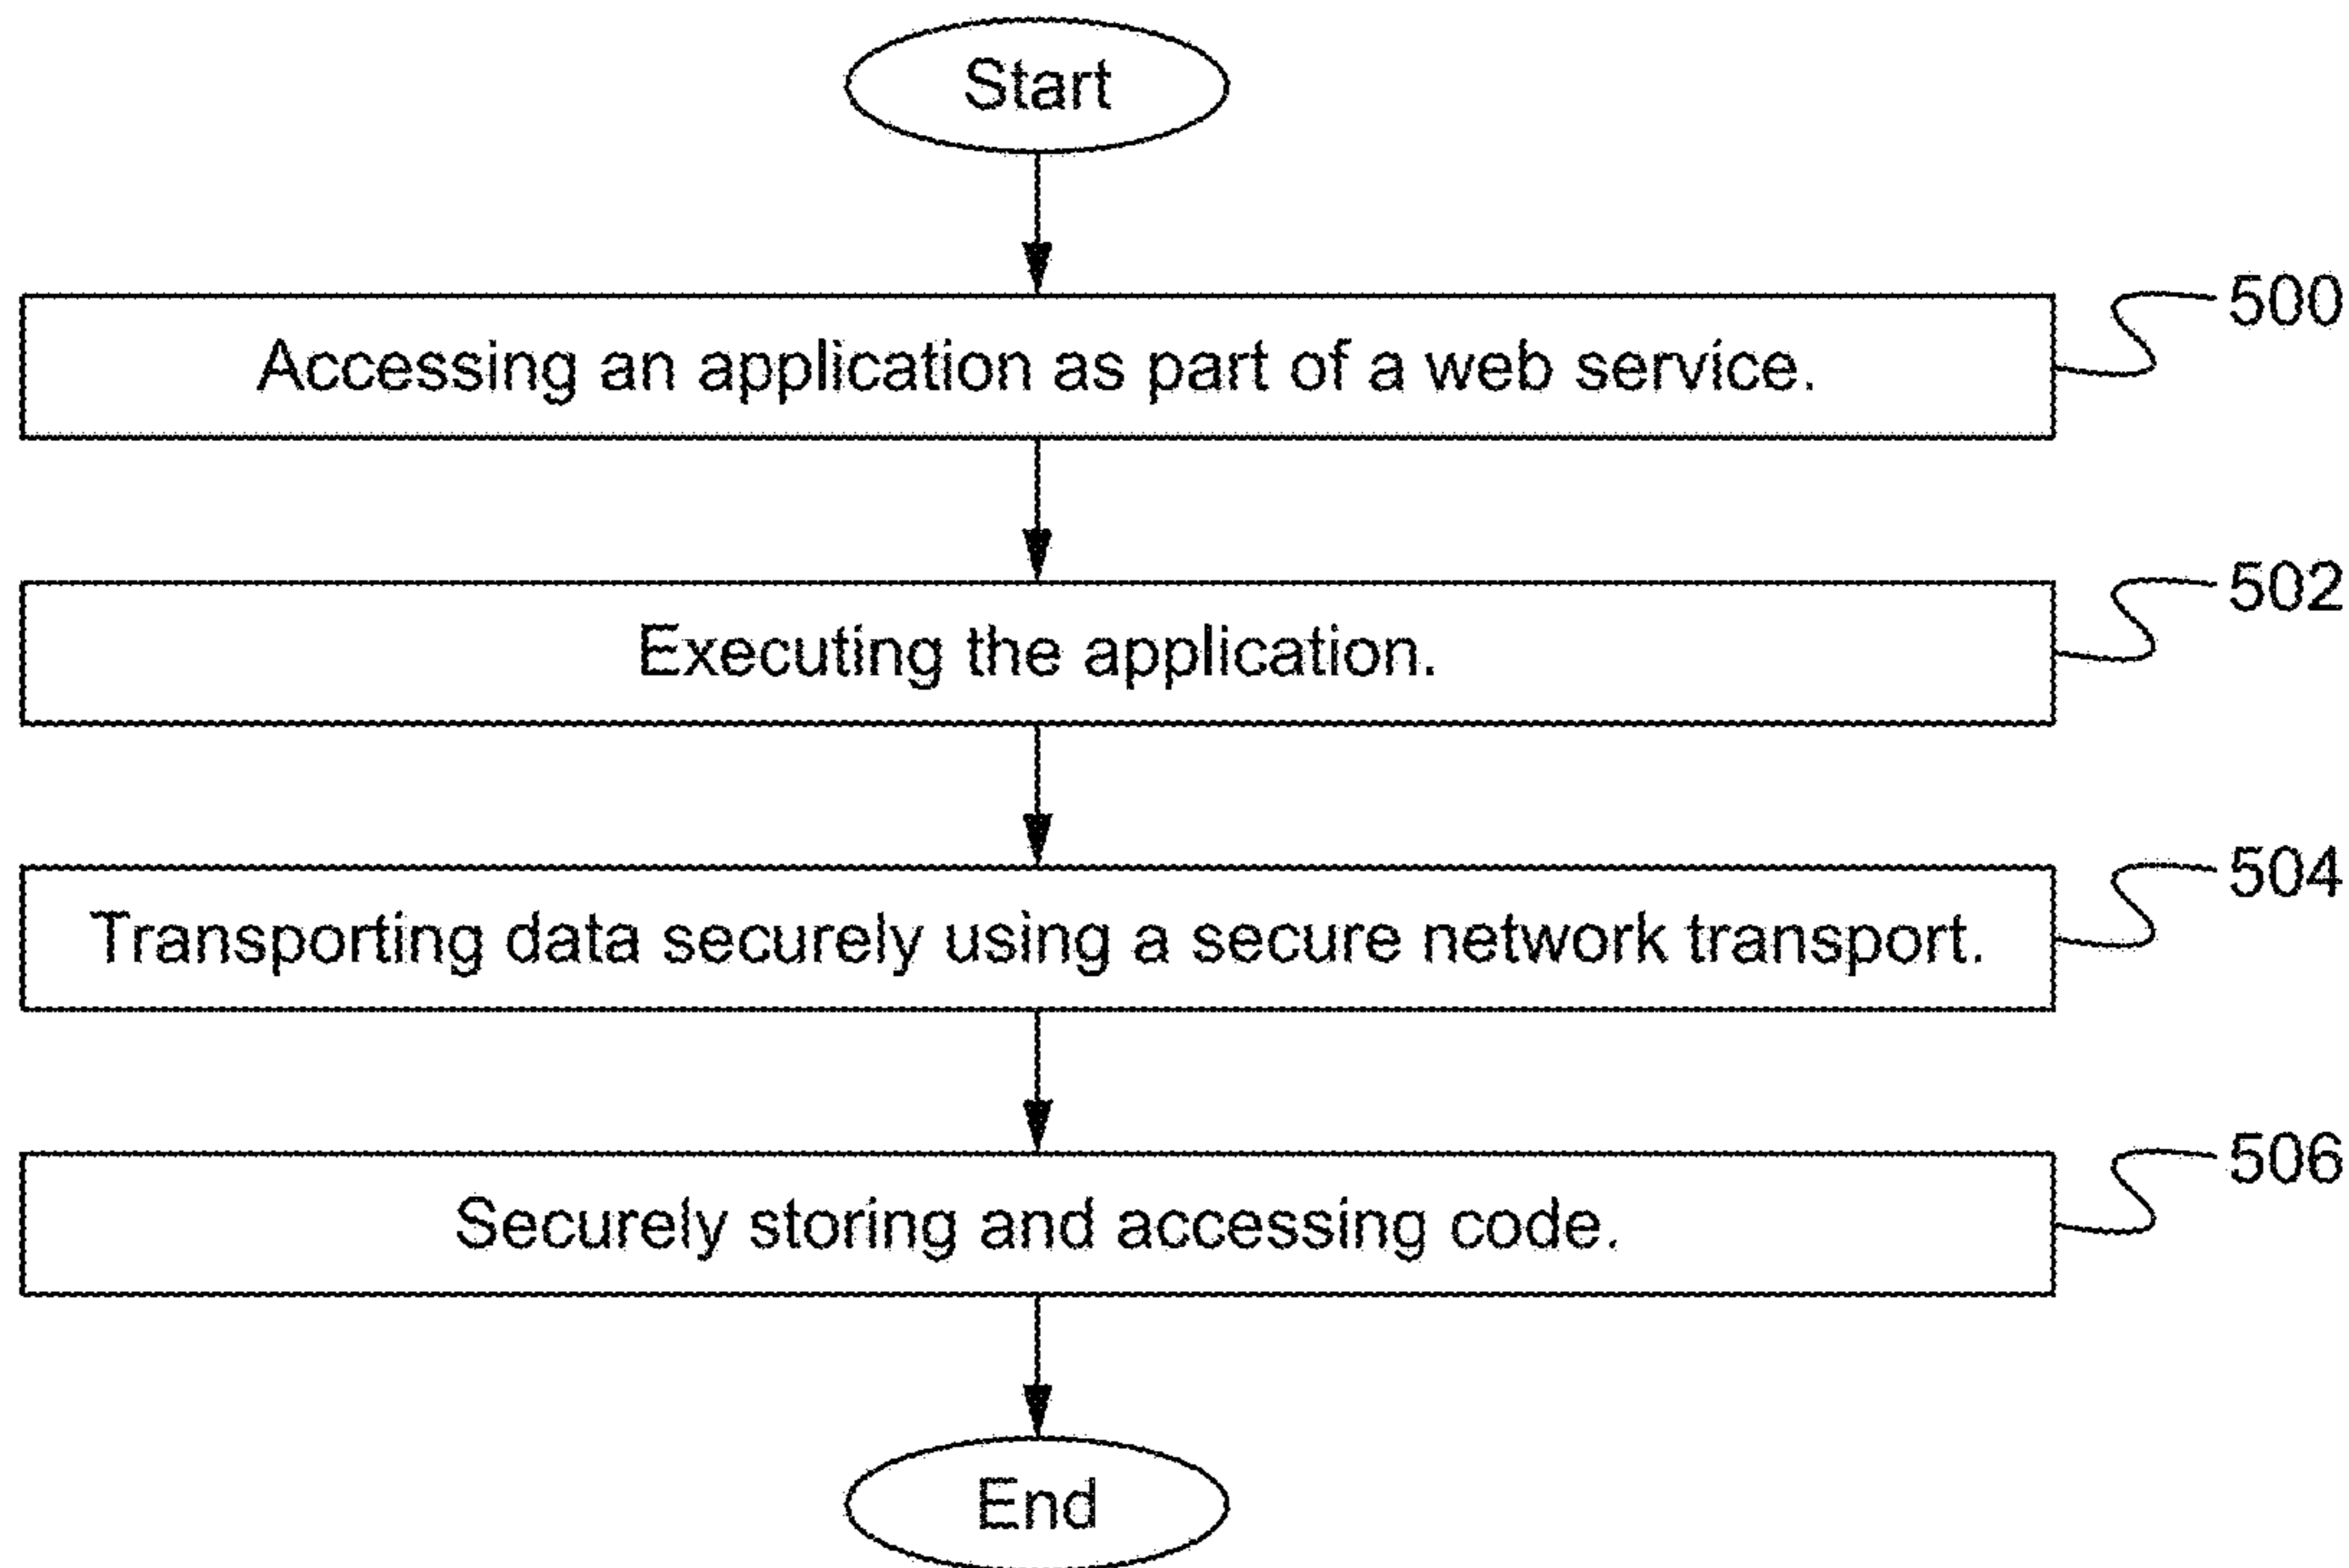 Start
Accessing an application as part of a web service.
500
Executing the application.
502
Transporting data securely using a secure network transport.
504
Securely storing and accessing code.
506
End